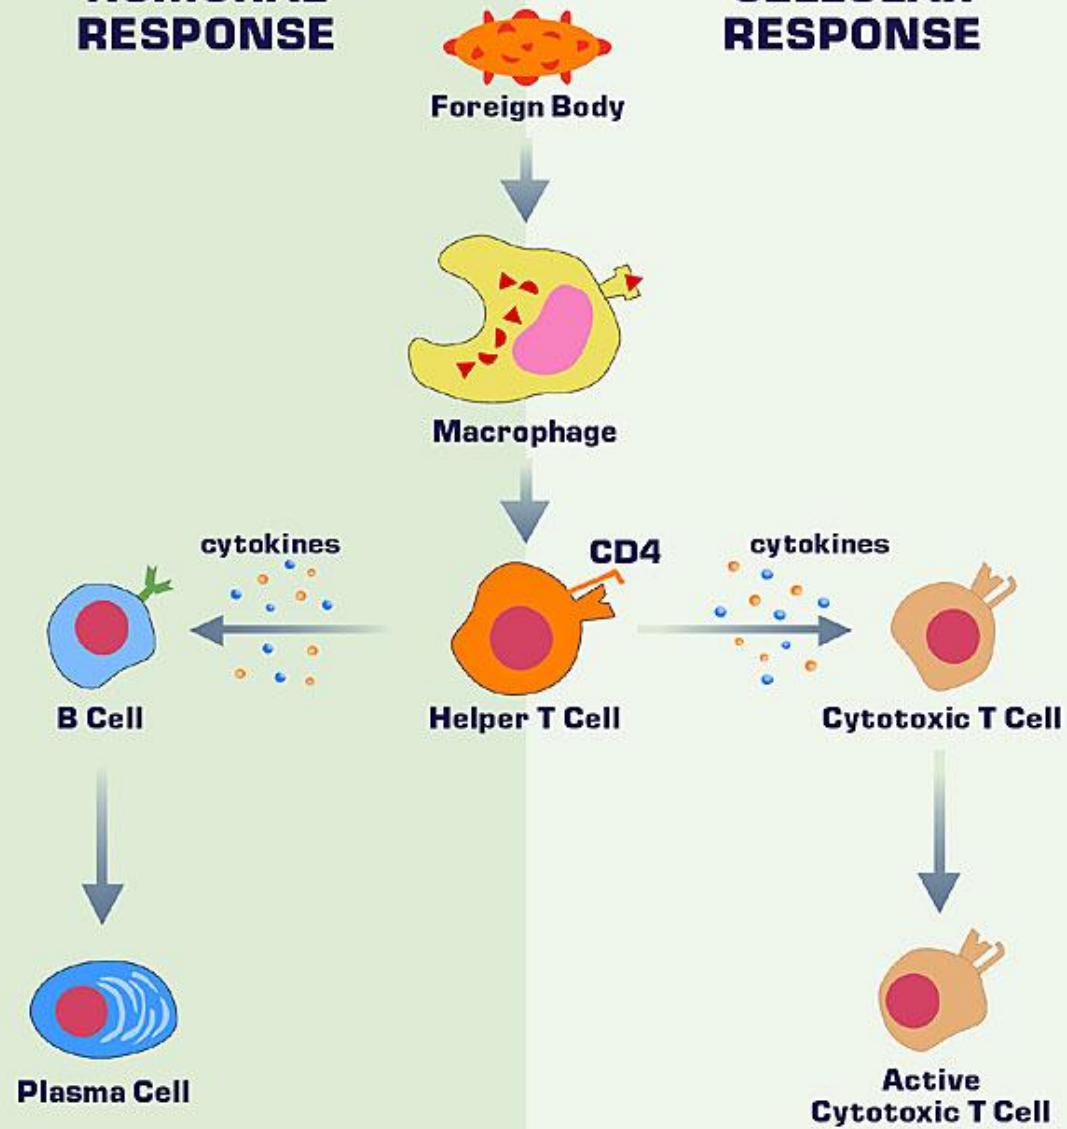 RESPONSE
RESPONSE
Foreign Body
Macrophage
cytokines
CD4
cytokines
B Cell
Helper T Cell
Cytotoxic T Cell
Plasma Cell
Active
Cytotoxic T Cell